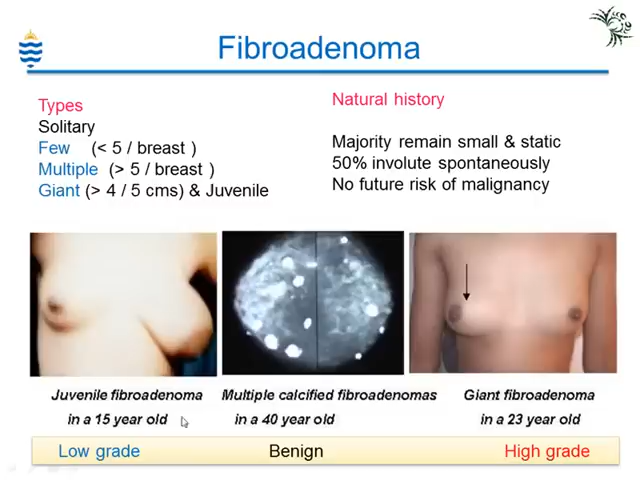 Fibroadenoma
Types
Solitary
Few (< 5 / breast )
Multiple (> 5 / breast )
Giant (> 4 / 5 cms) & Juvenile
Natural history
Majority remain small & static
50% involute spontaneously
No future risk of malignancy
Juvenile fibroadenoma
in a 15 year old
Multiple calcified fibroadenomas
in a 40 year old
Giant fibroadenoma
in a 23 year old
Low grade
Benign
High grade